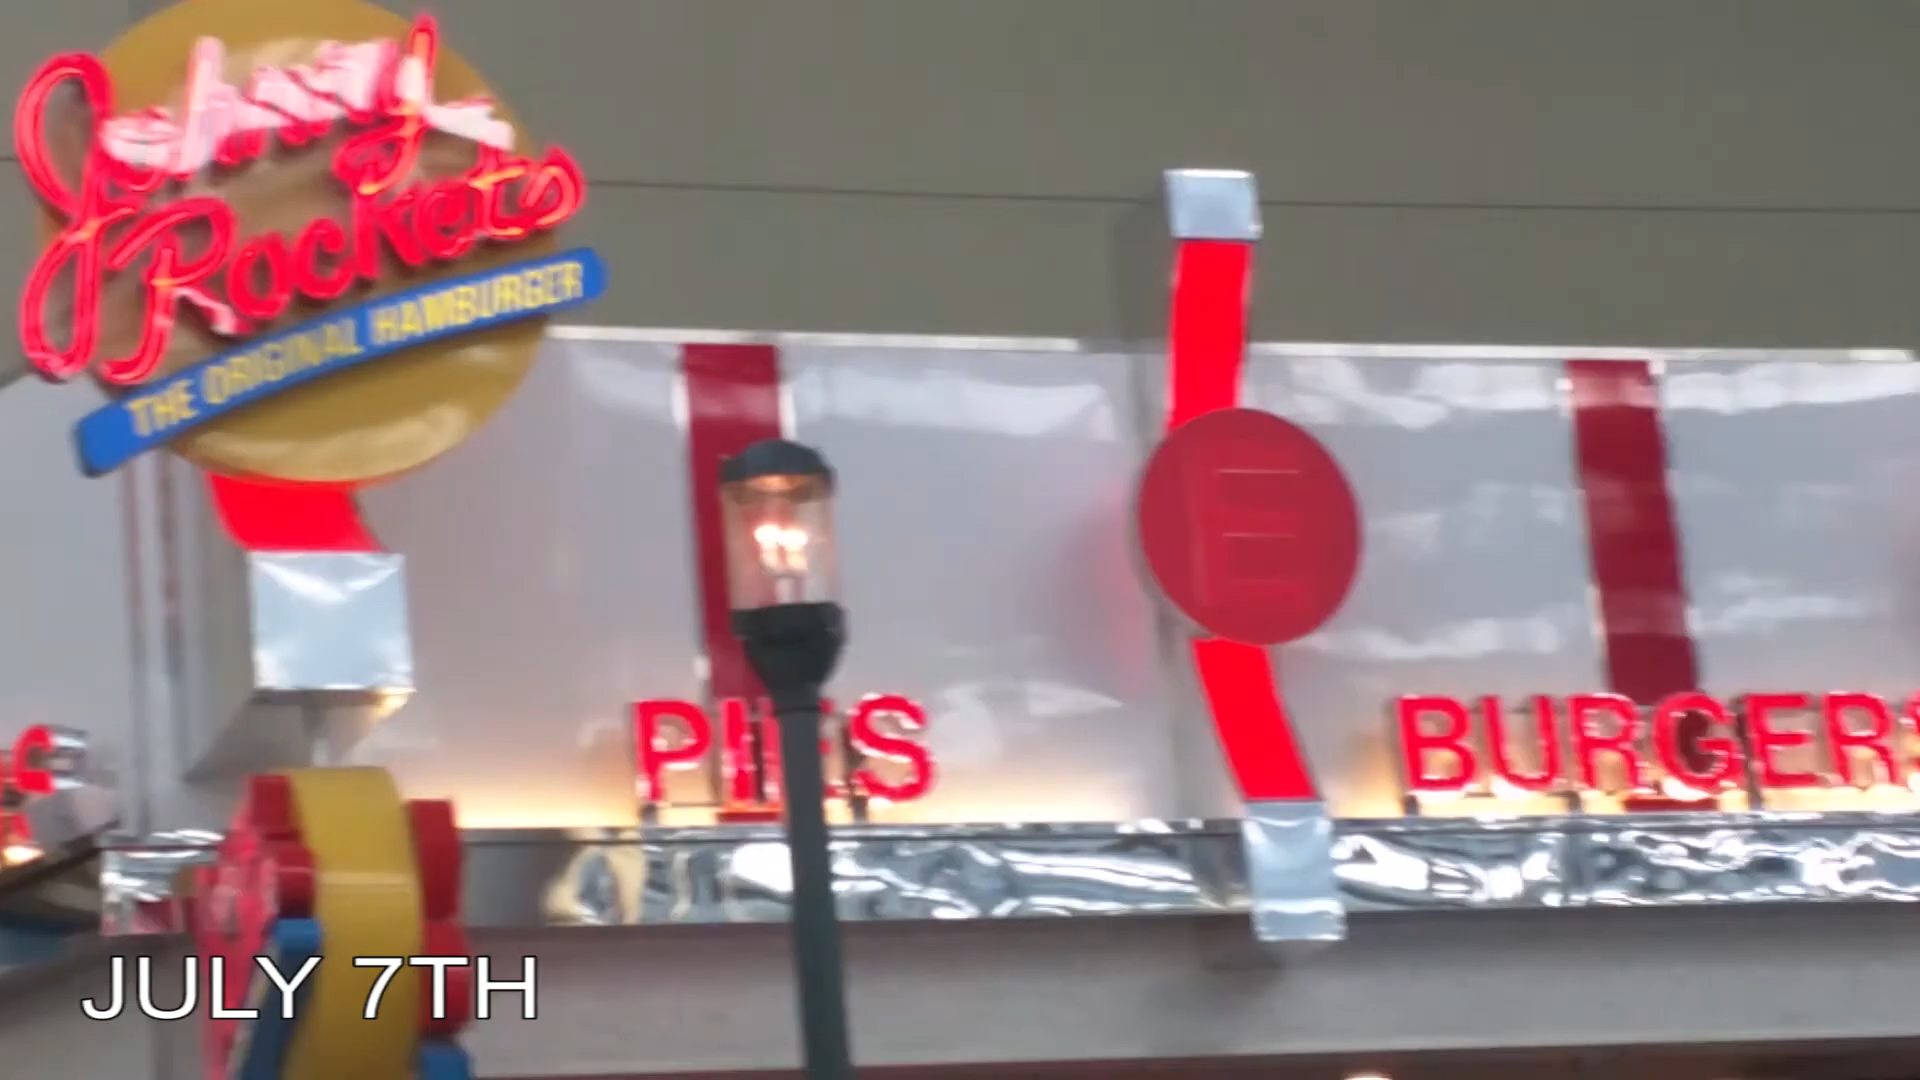 Johnny
Rockets
THE ORIGINAL HAMBURGER
PIES
BURGERS
JULY 7TH